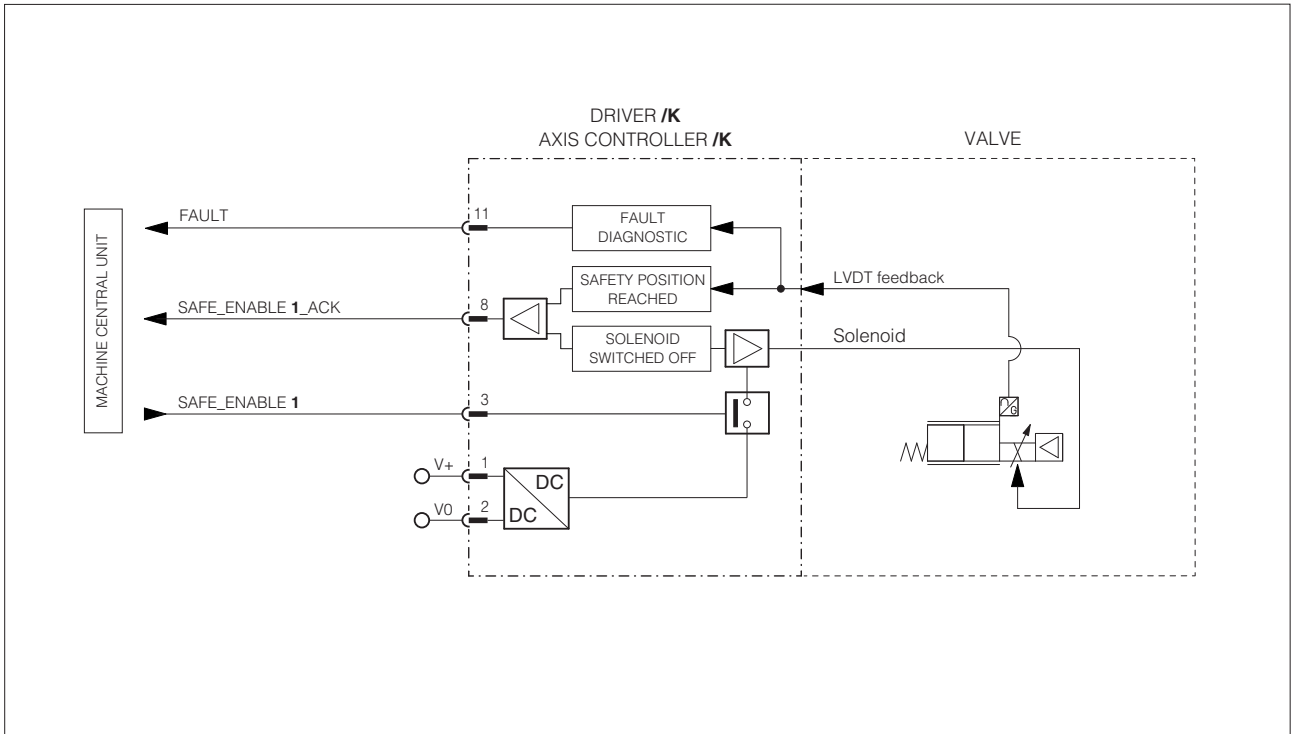 DRIVER /K
AXIS CONTROLLER /K
VALVE
MACHINE CENTRAL UNIT
FAULT
11
FAULT
DIAGNOSTIC
SAFETY POSITION
REACHED
LVDT feedback
SAFE_ENABLE 1_ACK
8
SOLENOID
SWITCHED OFF
Solenoid
SAFE_ENABLE 1
3
G
V+
1
DC
DC
V0
2